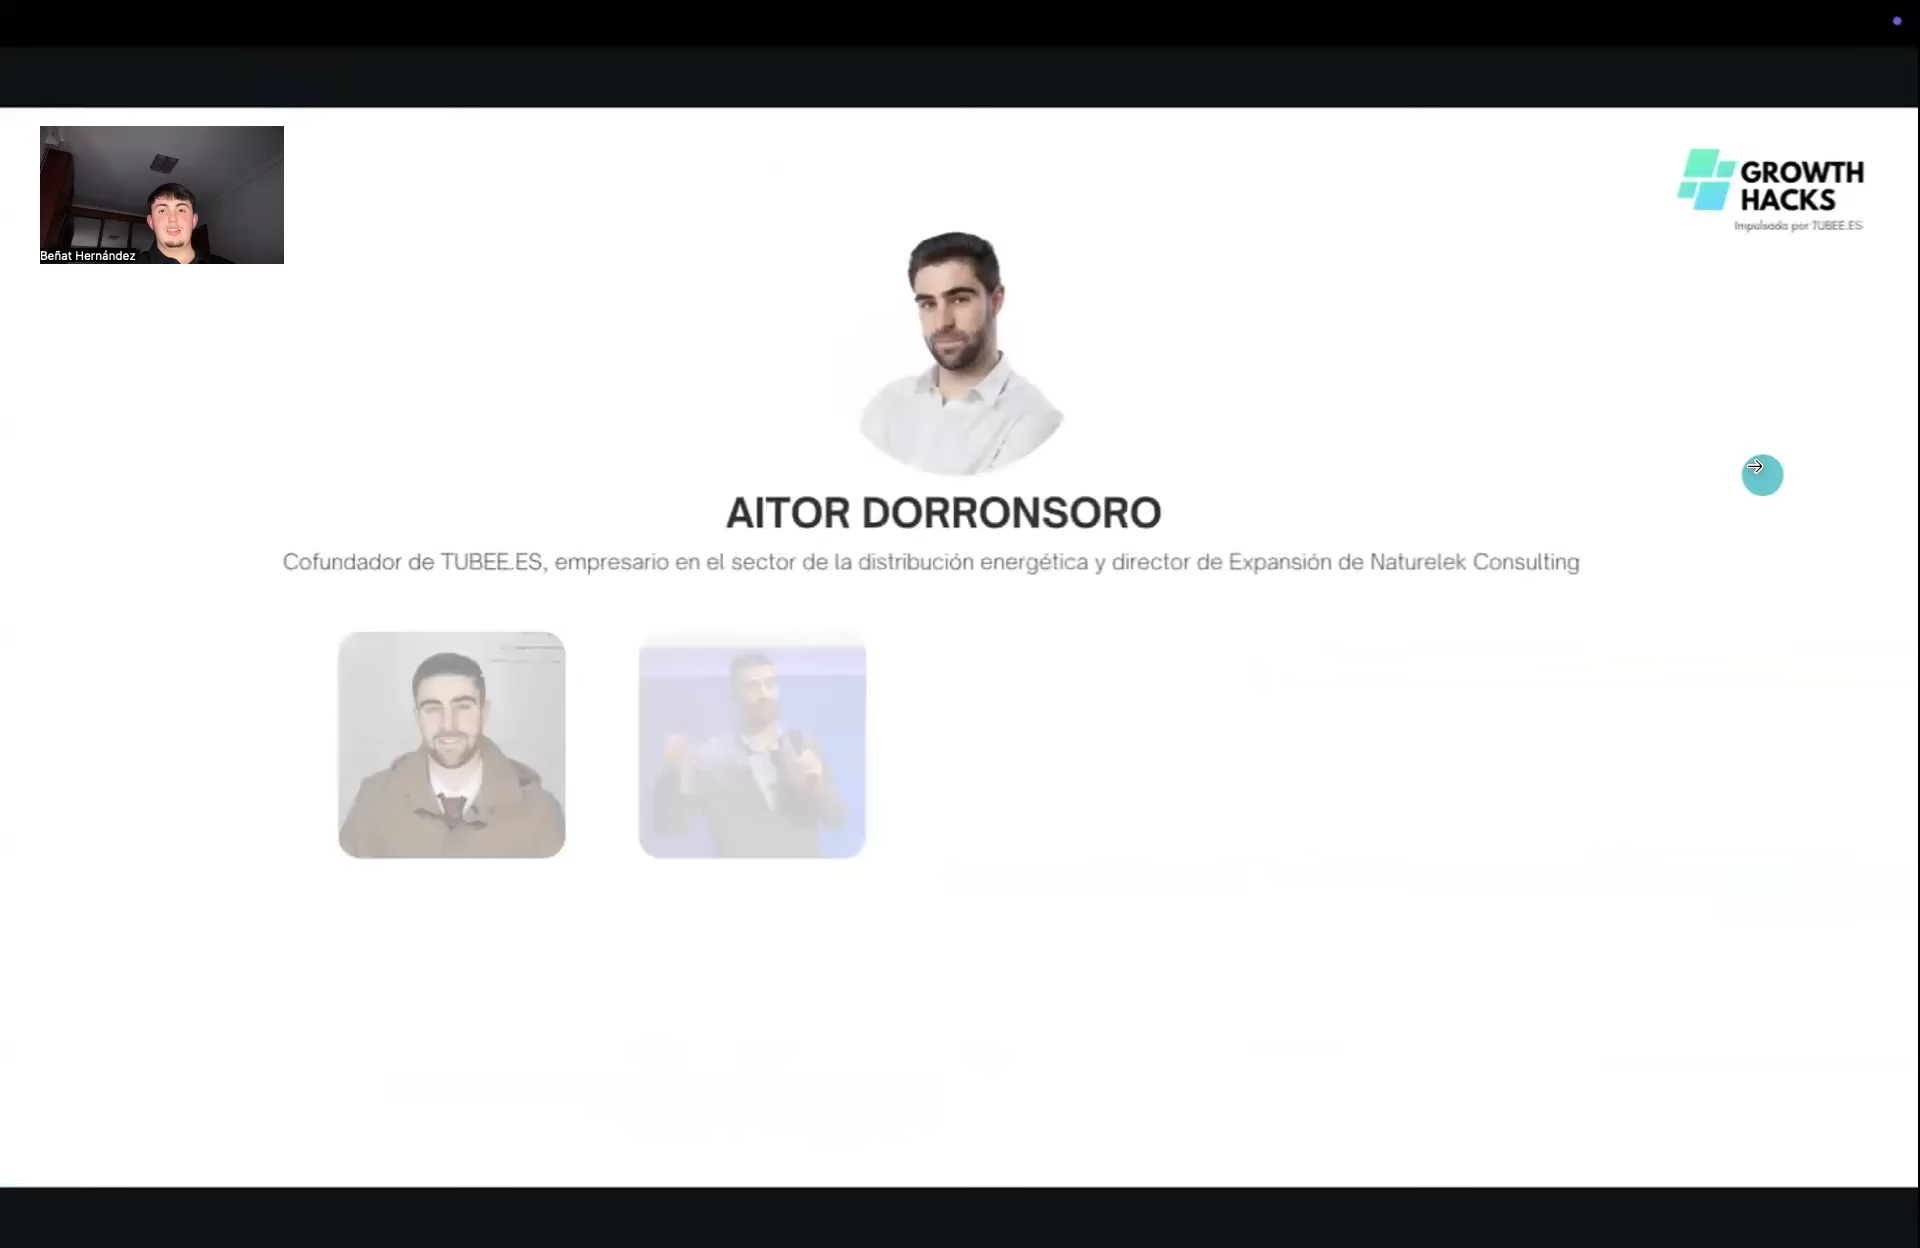 Beñat Hernández
GROWTH
HACKS
Impulsada por TUBEE.ES
AITOR DORRONSORO
Cofundador de TUBEE.ES, empresario en el sector de la distribución energética y director de Expansión de Naturelek Consulting